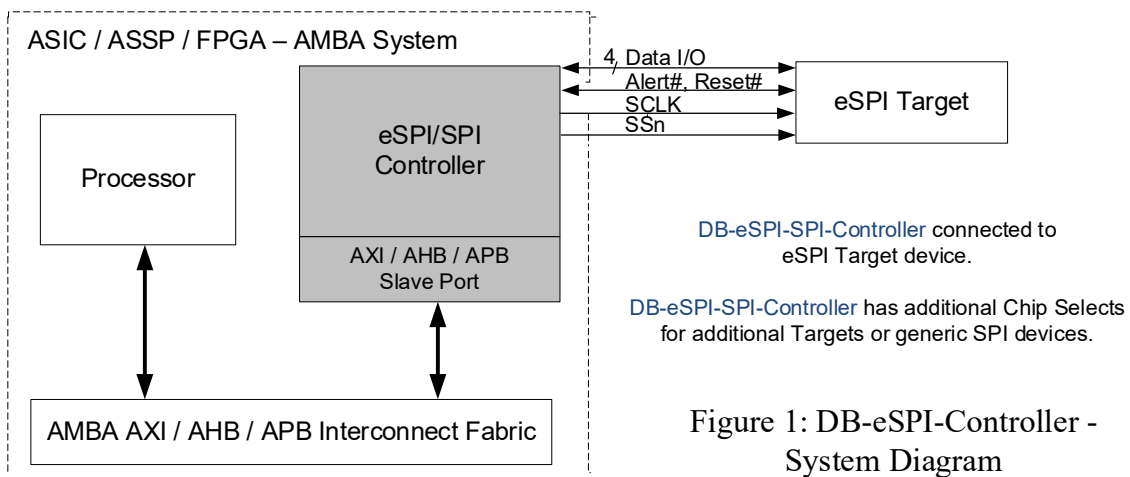 ASIC / ASSP / FPGA – AMBA System
4 Data I/O
Alert#, Reset#
SCLK
SSn
eSPI Target
eSPI/SPI
Controller
Processor
AXI / AHB / APB
Slave Port
DB-eSPI-SPI-Controller connected to
eSPI Target device.
DB-eSPI-SPI-Controller has additional Chip Selects
for additional Targets or generic SPI devices.
AMBA AXI / AHB / APB Interconnect Fabric
Figure 1: DB-eSPI-Controller -
System Diagram